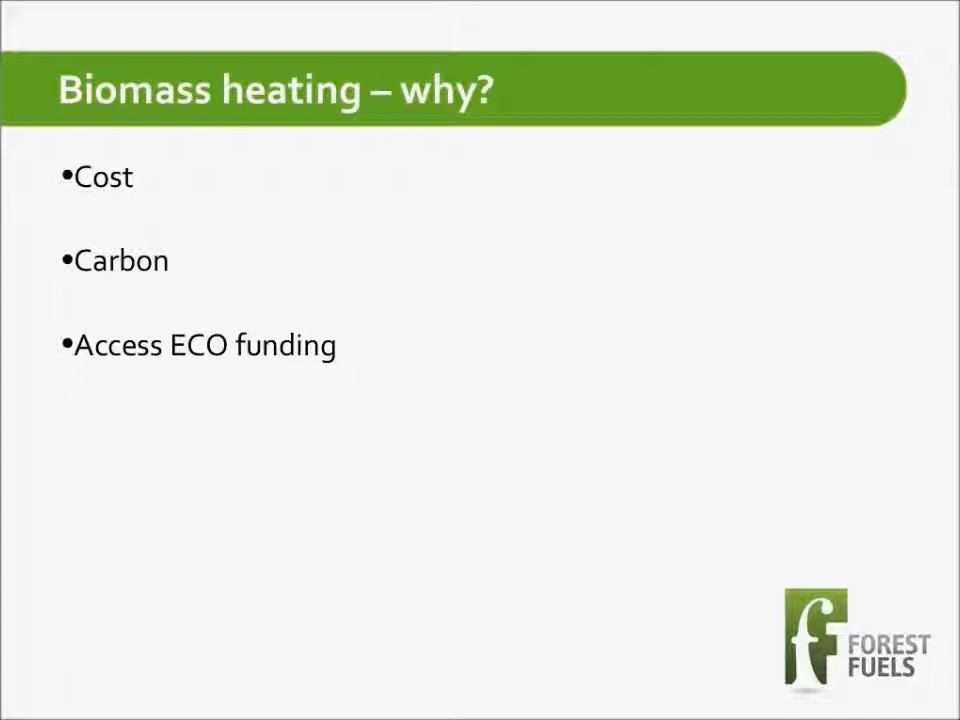 Biomass heating – why?
•Cost
•Carbon
•Access ECO funding
f
FOREST
FUELS